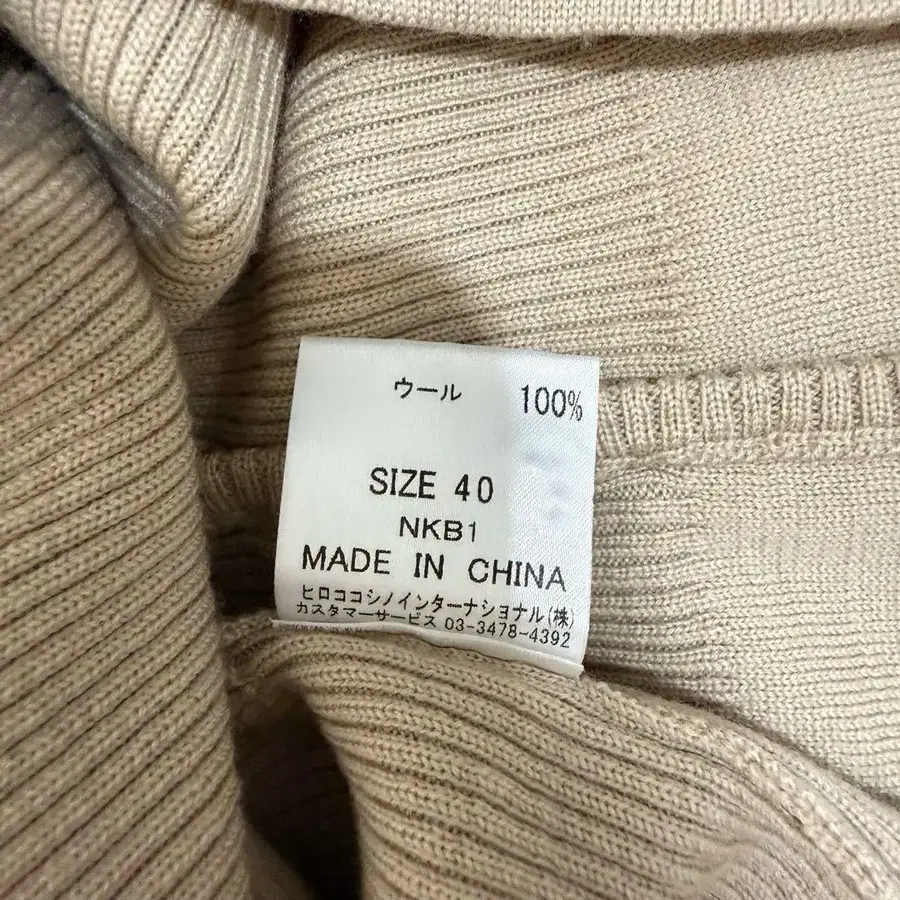 ウール 100%
SIZE 40
NKB1
MADE IN CHINA
ヒロココシノインターナショナル(株)
カスタマーサービス 03-3478-4392